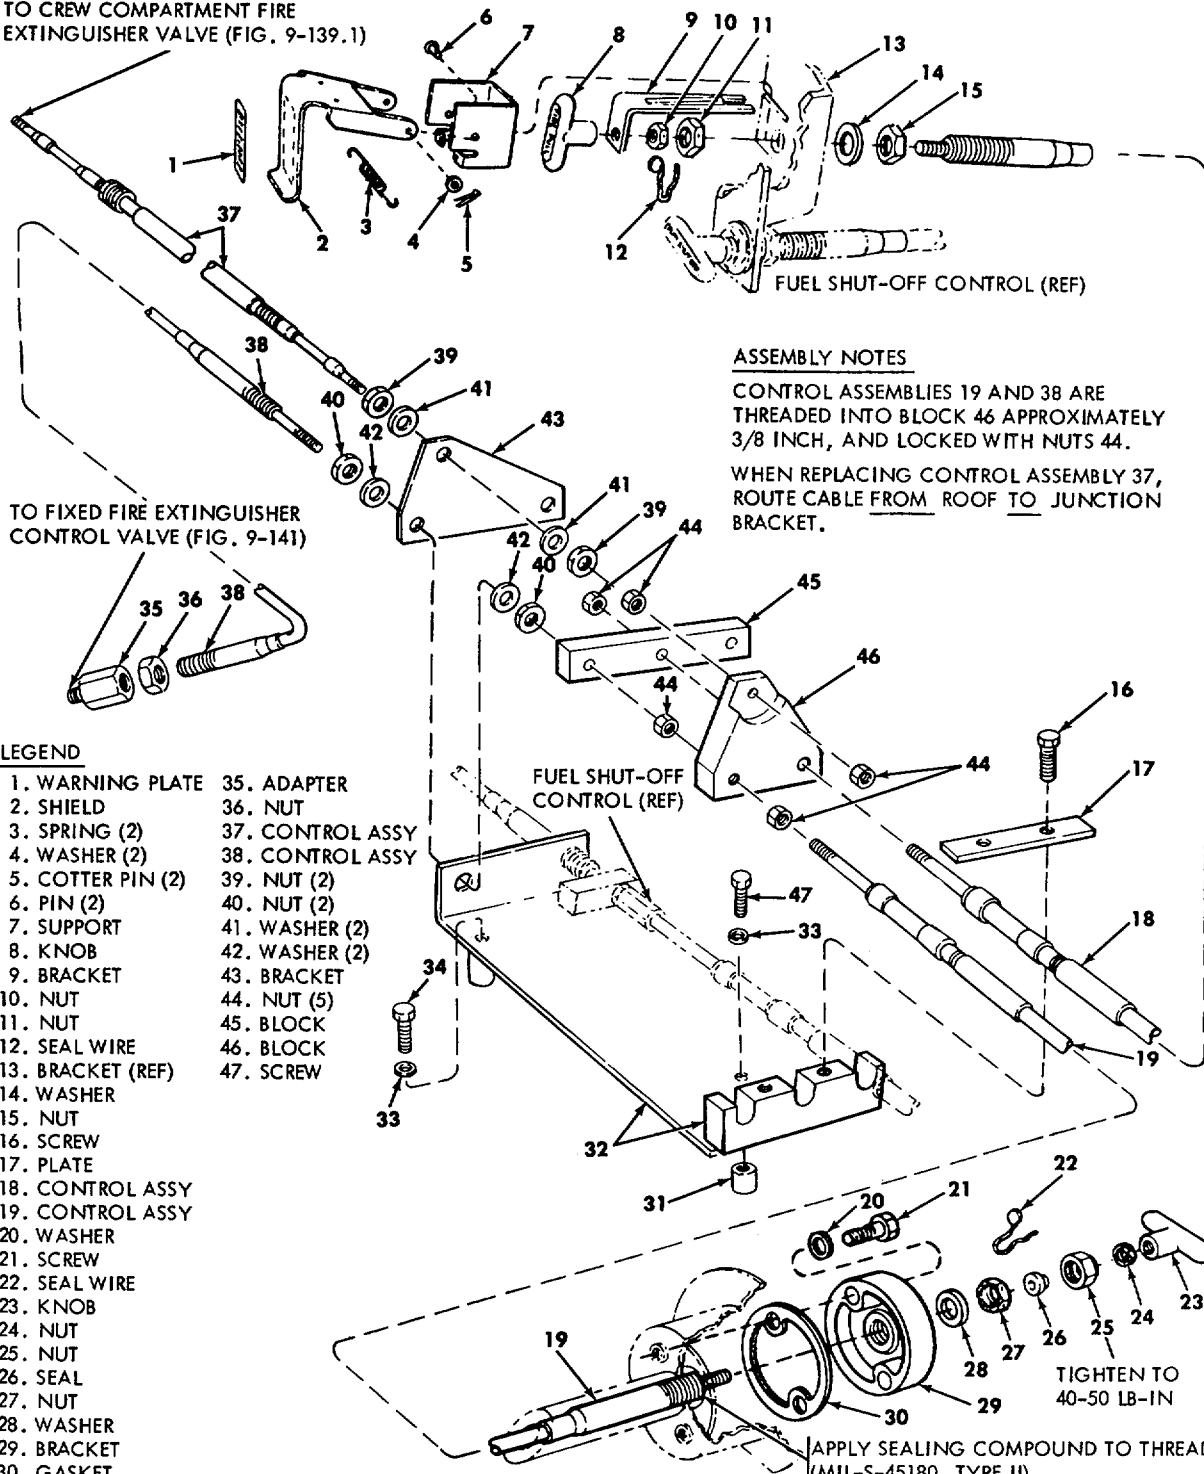 TO CREW COMPARTMENT FIRE
EXTINGUISHER VALVE (FIG. 9-139.1)
6
7
8
9
10
11
13
14
15
1
2
3
4
5
12
37
FUEL SHUT-OFF CONTROL (REF)
38
39
41
40
42
43
ASSEMBLY NOTES
CONTROL ASSEMBLIES 19 AND 38 ARE
THREADED INTO BLOCK 46 APPROXIMATELY
3/8 INCH, AND LOCKED WITH NUTS 44.
WHEN REPLACING CONTROL ASSEMBLY 37,
ROUTE CABLE FROM ROOF TO JUNCTION
BRACKET.
TO FIXED FIRE EXTINGUISHER
CONTROL VALVE (FIG. 9-141)
41
39
44
42
40
45
35
36
38
46
44
16
44
17
FUEL SHUT-OFF
CONTROL (REF)
47
33
18
34
19
33
32
31
LEGEND
1. WARNING PLATE
2. SHIELD
3. SPRING (2)
4. WASHER (2)
5. COTTER PIN (2)
6. PIN (2)
7. SUPPORT
8. KNOB
9. BRACKET
10. NUT
11. NUT
12. SEAL WIRE
13. BRACKET (REF)
14. WASHER
15. NUT
16. SCREW
17. PLATE
18. CONTROL ASSY
19. CONTROL ASSY
20. WASHER
21. SCREW
22. SEAL WIRE
23. KNOB
24. NUT
25. NUT
26. SEAL
27. NUT
28. WASHER
29. BRACKET
30. GASKET
35. ADAPTER
36. NUT
37. CONTROL ASSY
38. CONTROL ASSY
39. NUT (2)
40. NUT (2)
41. WASHER (2)
42. WASHER (2)
43. BRACKET
44. NUT (5)
45. BLOCK
46. BLOCK
47. SCREW
20
21
22
19
23
24
25
26
27
28
29
30
TIGHTEN TO
40-50 LB-IN
APPLY SEALING COMPOUND TO THREAD
(MIL-S-45180, TYPE II)